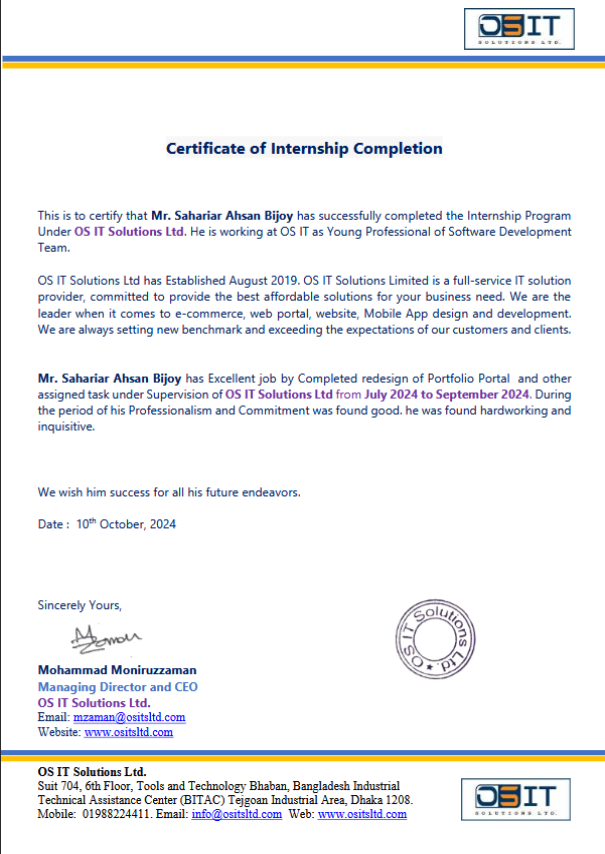 OSIT
SOLUTIONS LTD.
Certificate of Internship Completion
This is to certify that Mr. Sahariar Ahsan Bijoy has successfully completed the Internship Program
Under OS IT Solutions Ltd. He is working at OS IT as Young Professional of Software Development
Team.
OS IT Solutions Ltd has Established August 2019. OS IT Solutions Limited is a full-service IT solution
provider, committed to provide the best affordable solutions for your business need. We are the
leader when it comes to e-commerce, web portal, website, Mobile App design and development.
We are always setting new benchmark and exceeding the expectations of our customers and clients.
Mr. Sahariar Ahsan Bijoy has Excellent job by Completed redesign of Portfolio Portal and other
assigned task under Supervision of OS IT Solutions Ltd from July 2024 to September 2024. During
the period of his Professionalism and Commitment was found good. he was found hardworking and
inquisitive.
We wish him success for all his future endeavors.
Date : 10th October, 2024
Sincerely Yours,
Mzaman
OS IT Solutions Ltd.
Mohammad Moniruzzaman
Managing Director and CEO
OS IT Solutions Ltd.
Email: mzaman@ositsltd.com
Website: www.ositsltd.com
OS IT Solutions Ltd.
Suit 704, 6th Floor, Tools and Technology Bhaban, Bangladesh Industrial
Technical Assistance Center (BITAC) Tejgoan Industrial Area, Dhaka 1208.
Mobile: 01988224411. Email: info@ositsltd.com Web: www.ositsltd.com
OSIT
SOLUTIONS LTD.